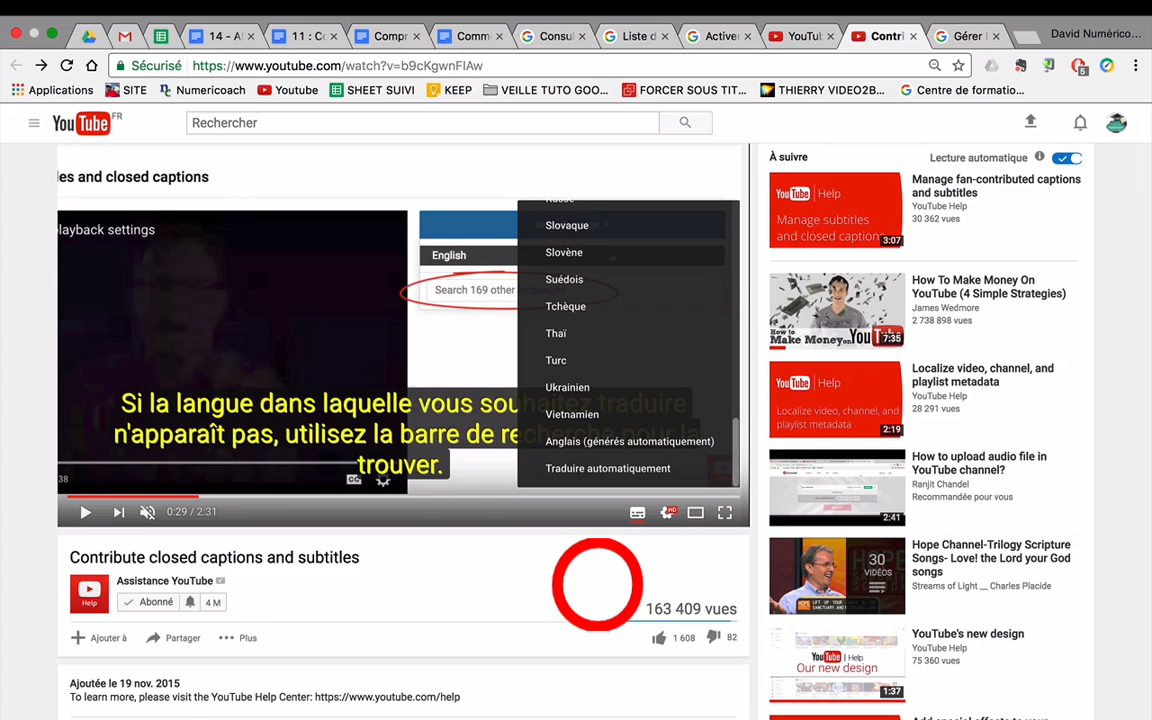 14 - A
11 : Co
Compr
Comme
Consu
Liste d
Activer
YouTub
Contri
Gérer l
David Numérico...
Sécurisé
https://www.youtube.com/watch?v=b9cKgwnFIAw
5
Applications
SITE
Numericoach
Youtube
SHEET SUIVI
KEEP
VEILLE TUTO GOO...
FORCER SOUS TIT...
THIERRY VIDEO2B...
Centre de formatio...
YouTube FR
Rechercher
les and closed captions
playback settings
English
Search 169 other
Slovaque
Slovène
Suédois
Tchèque
Thaï
Turc
Ukrainien
Vietnamien
Anglais (générés automatiquement)
Traduire automatiquement
Si la langue dans laquelle vous souhaitez traduire
n'apparaît pas, utilisez la barre de recherche pour la
trouver.
:38
CC
0:29 / 2:31
HD
Contribute closed captions and subtitles
Help
Assistance YouTube
Abonné
4 M
163 409 vues
Ajouter à
Partager
Plus
1 608
82
Ajoutée le 19 nov. 2015
To learn more, please visit the YouTube Help Center: https://www.youtube.com/help
À suivre
Lecture automatique
YouTube | Help
Manage subtitles
and closed captions
3:07
Manage fan-contributed captions
and subtitles
YouTube Help
30 362 vues
How to
Make Money on YouTube
7:35
How To Make Money On
YouTube (4 Simple Strategies)
James Wedmore
2 738 898 vues
YouTube | Help
Localize video, channel, and
playlist metadata
2:19
Localize video, channel, and
playlist metadata
YouTube Help
28 291 vues
2:41
How to upload audio file in
YouTube channel?
Ranjit Chandel
Recommandée pour vous
30
VIDÉOS
Hope Channel-Trilogy Scripture
Songs- Love! the Lord your God
songs
Streams of Light __ Charles Placide
YouTube | Help
Our new design
1:37
YouTube's new design
YouTube Help
75 360 vues